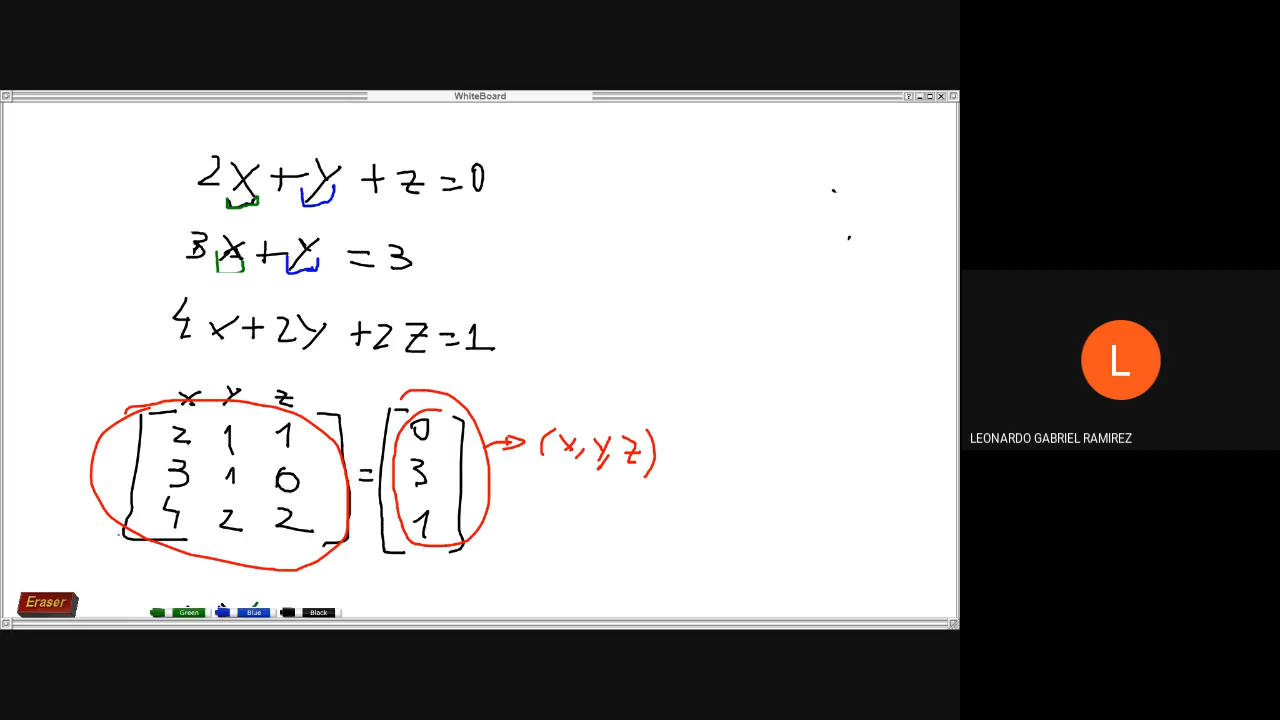 WhiteBoard
2x+y+z=0
3x+y=3
4x+2y+2z=1
x y z
2 1 1
3 1 0
4 2 2
=
0
3
1
(x,y,z)
LEONARDO GABRIEL RAMIREZ
L
Eraser
Green Blue Black